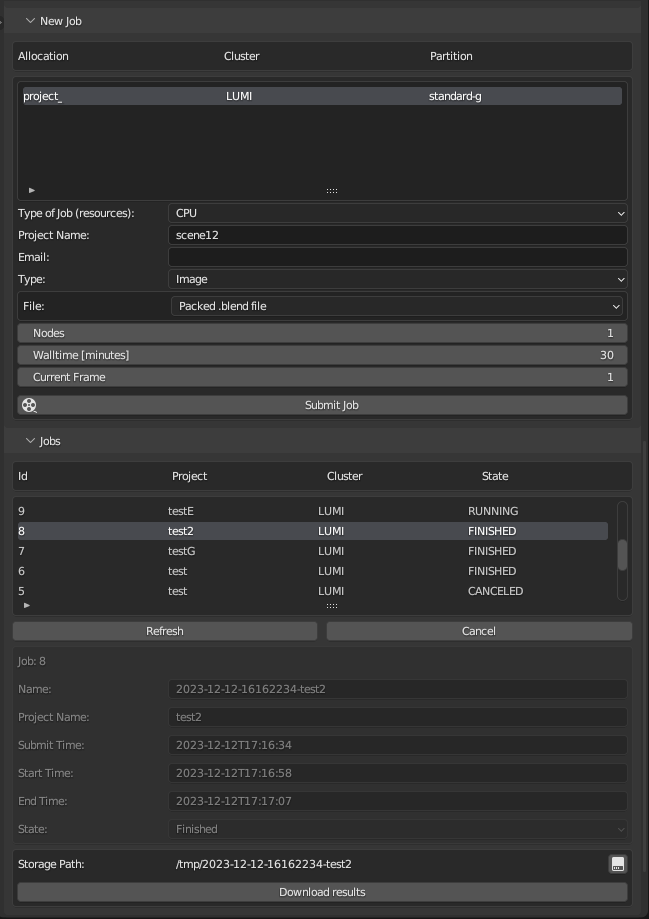 New Job
Allocation Cluster Partition
project_ LUMI standard-g
Type of Job (resources): CPU
Project Name: scene12
Email:
Type: Image
File: Packed .blend file
Nodes 1
Walltime [minutes] 30
Current Frame 1
Submit Job
Jobs
Id Project Cluster State
9 testE LUMI RUNNING
8 test2 LUMI FINISHED
7 testG LUMI FINISHED
6 test LUMI FINISHED
5 test LUMI CANCELED
Refresh Cancel
Job: 8
Name: 2023-12-12-16162234-test2
Project Name: test2
Submit Time: 2023-12-12T17:16:34
Start Time: 2023-12-12T17:16:58
End Time: 2023-12-12T17:17:07
State: Finished
Storage Path: /tmp/2023-12-12-16162234-test2
Download results